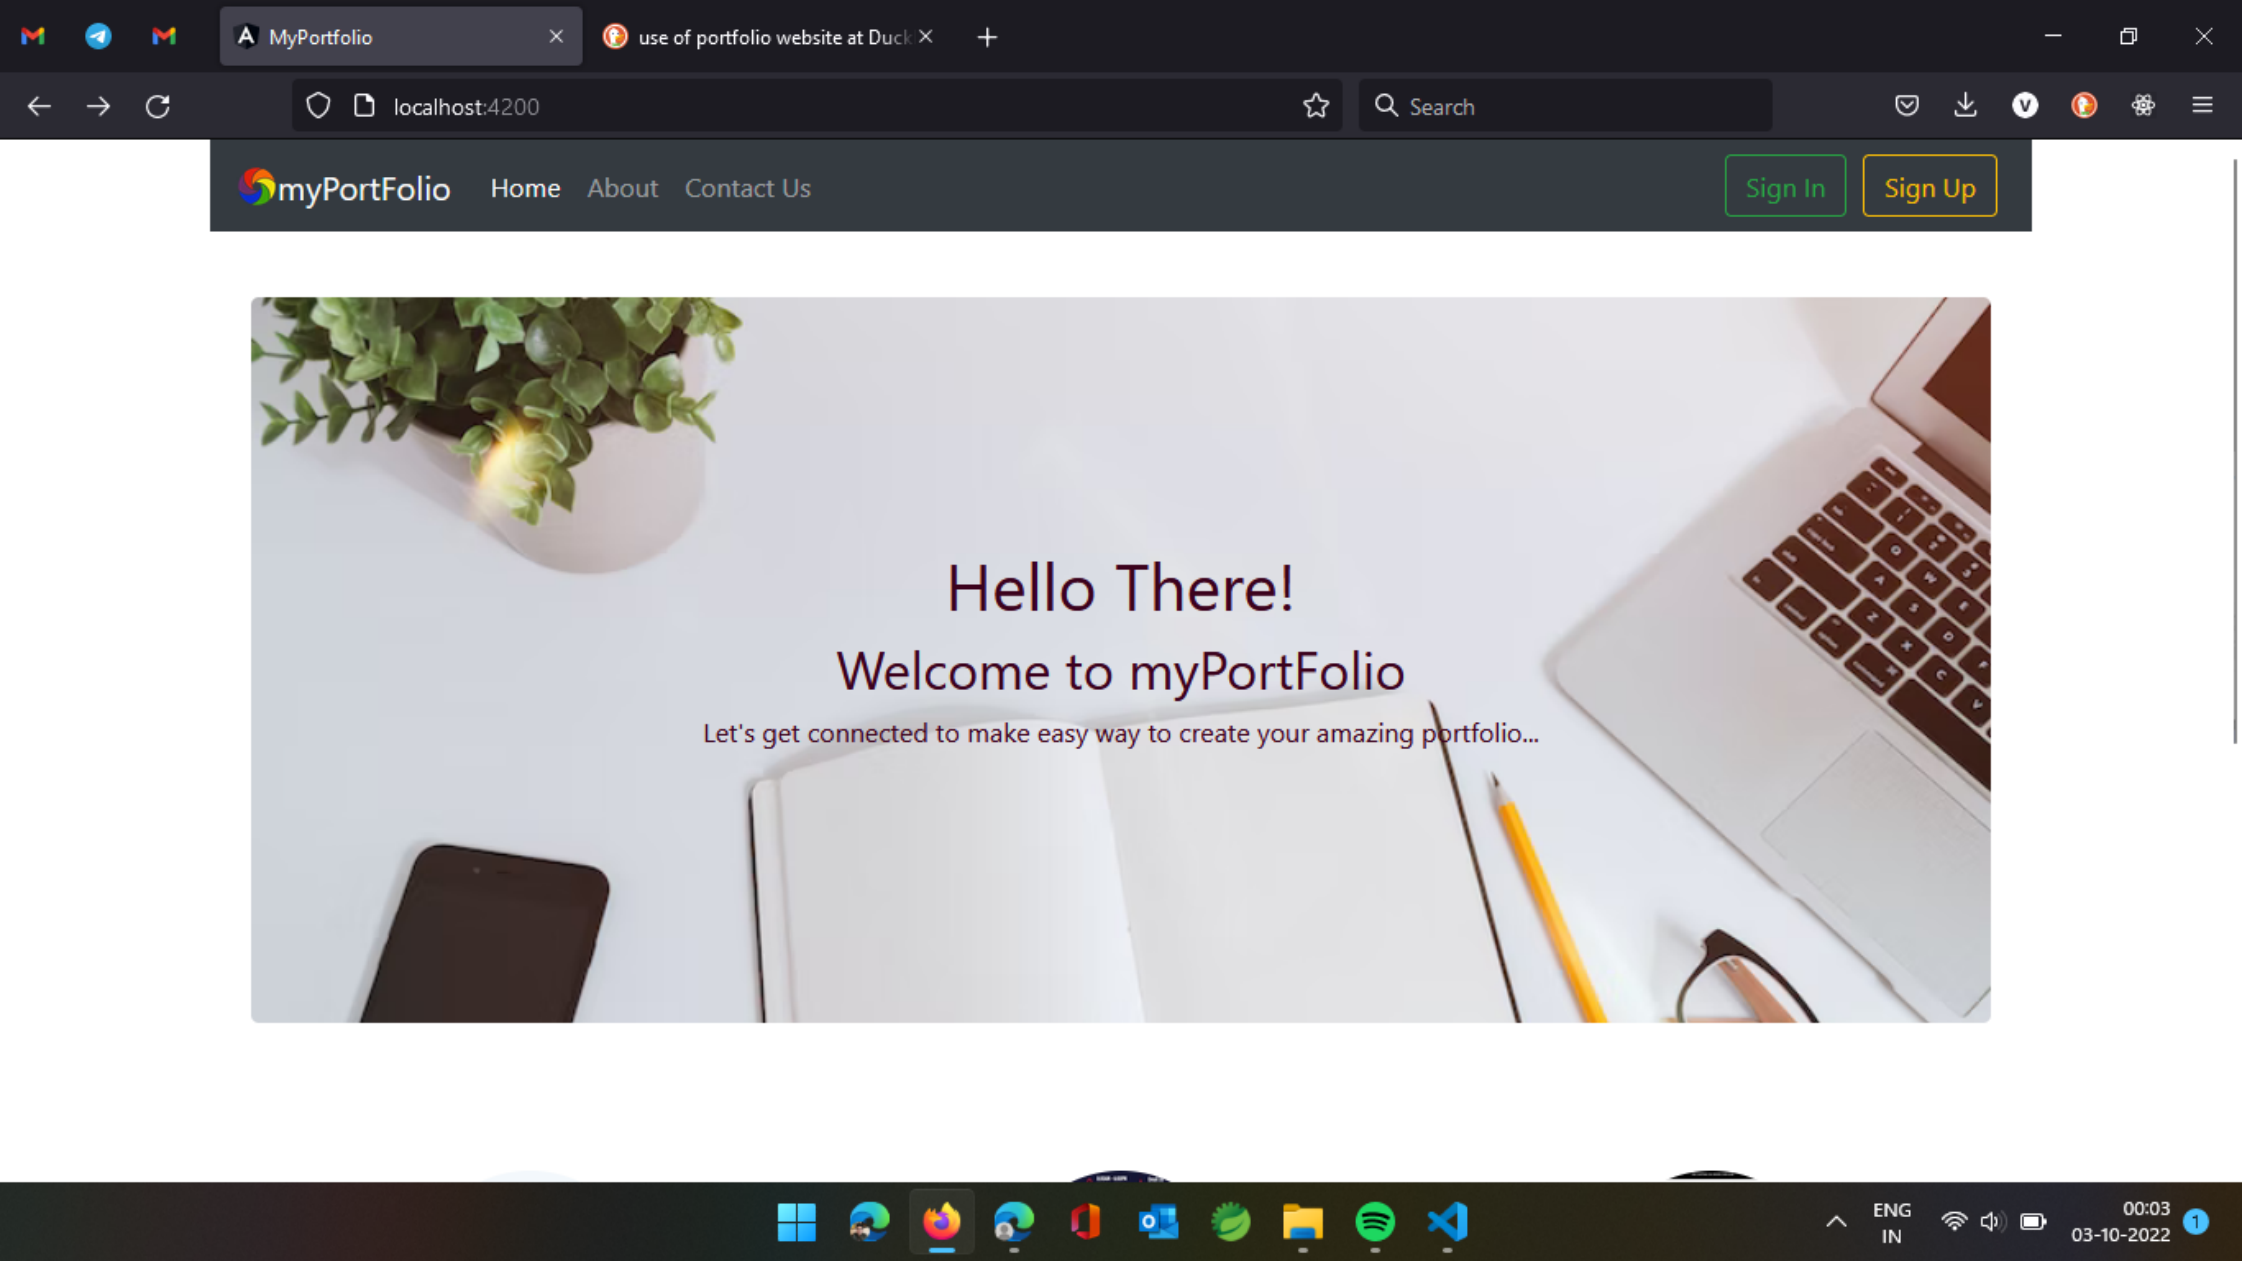 MyPortfolio
use of portfolio website at Duck
localhost:4200
Search
myPortFolio
Home
About
Contact Us
Sign In
Sign Up
Hello There!
Welcome to myPortFolio
Let's get connected to make easy way to create your amazing portfolio...
ENG
IN
00:03
03-10-2022
1